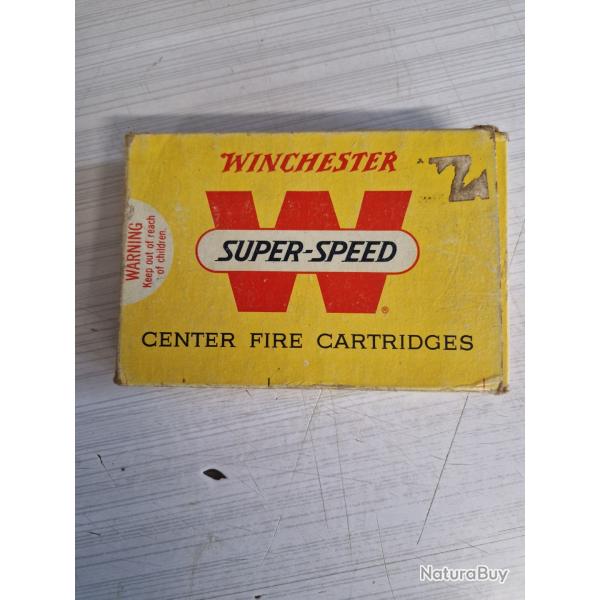 WINCHESTER
W
SUPER-SPEED
®
CENTER FIRE CARTRIDGES
WARNING
Keep out of reach
of children.
NaturaBuy